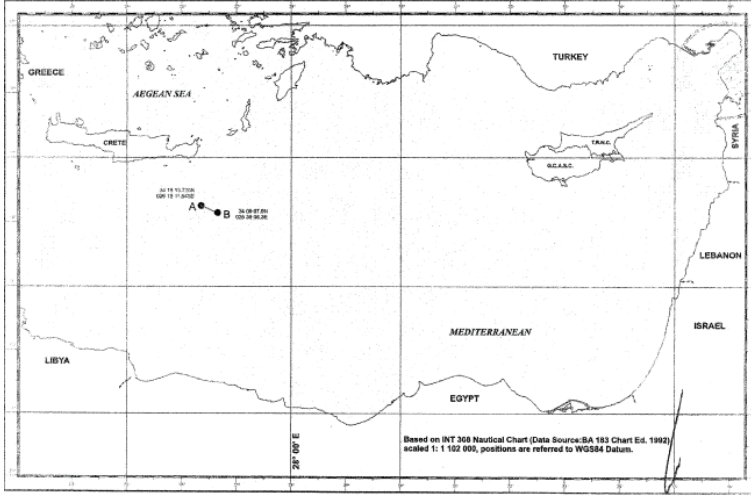 TURKEY
GREECE
AEGEAN SEA
CRETE
T.R.N.C.
SYRIA
A
B
LEBANON
ISRAEL
MEDITERRANEAN
LIBYA
EGYPT
28° 00' E
Based on INT 308 Nautical Chart (Data Source:BA 183 Chart Ed. 1992)
scaled 1: 1 102 000, positions are referred to WGS84 Datum.